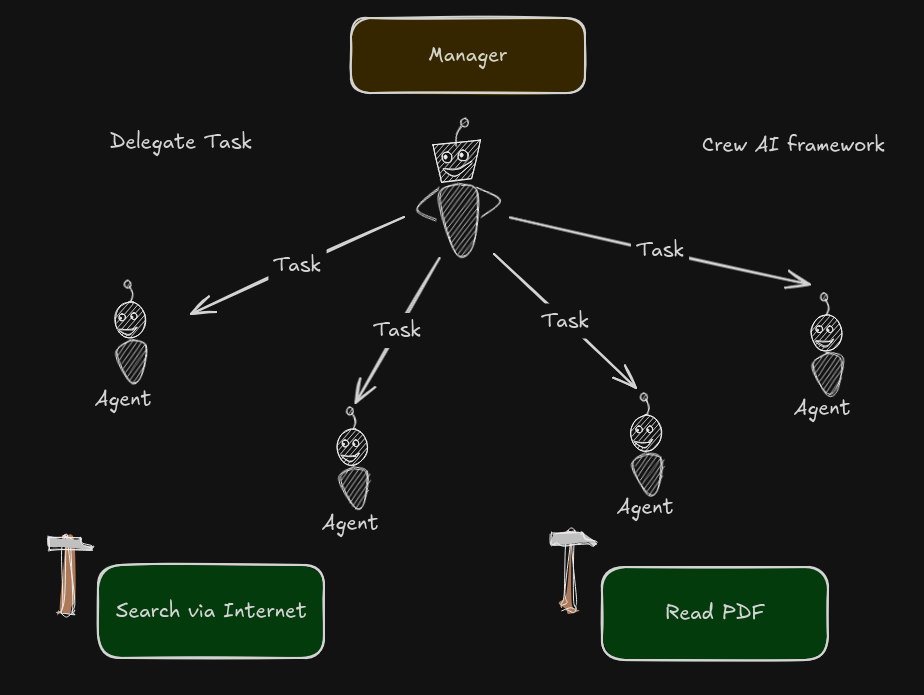 Manager
Delegate Task
Crew AI framework
Task
Task
Task
Task
Agent
Agent
Agent
Agent
Search via Internet
Read PDF